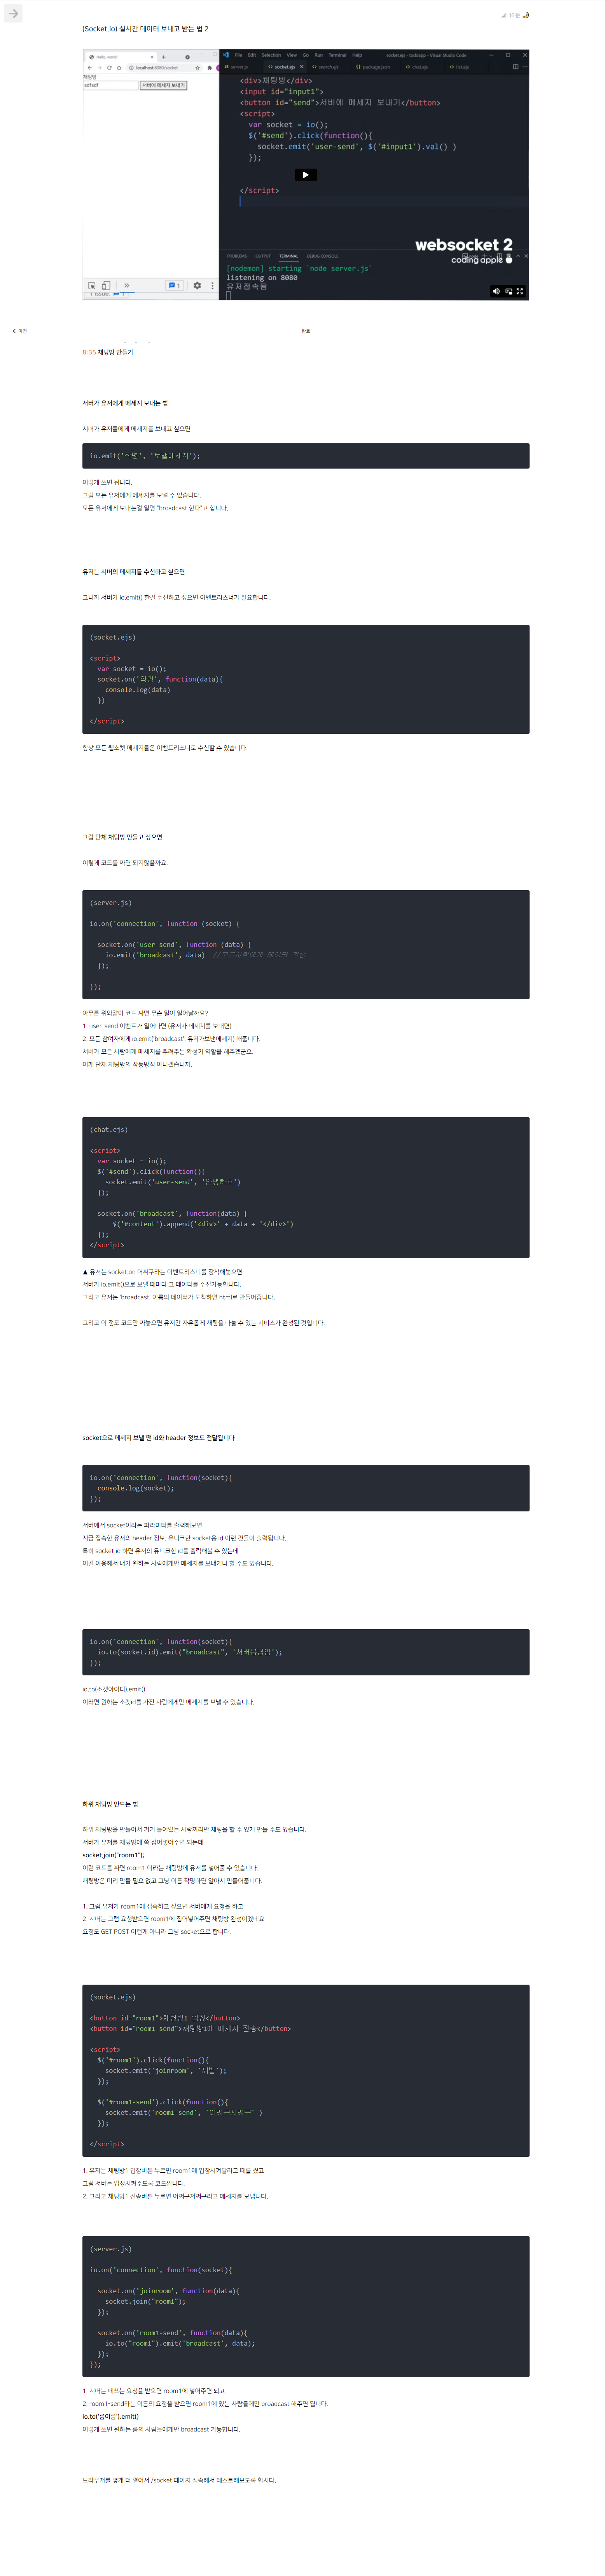 10분
(Socket.io) 실시간 데이터 보내고 받는 법 2
Hello, world!
localhost:8080/socket
채팅방
sdfsdf
서버에 메세지 보내기
File Edit Selection View Go Run Terminal Help
socket.ejs - todoapp - Visual Studio Code
server.js socket.ejs search.ejs package.json chat.ejs list.ejs
<div>채팅방</div>
<input id="input1">
<button id="send">서버에 메세지 보내기</button>
<script>
var socket = io();
$('#send').click(function(){
socket.emit('user-send', $('#input1').val() )
});
</script>
PROBLEMS OUTPUT TERMINAL DEBUG CONSOLE
[nodemon] starting `node server.js`
listening on 8080
유저접속됨
websocket 2
coding apple
1
1 Issue: 1
이전
완료
8:35 채팅방 만들기
서버가 유저에게 메세지 보내는 법
서버가 유저들에게 메세지를 보내고 싶으면
io.emit('작명', '보낼메세지');
이렇게 쓰면 됩니다.
그럼 모든 유저에게 메세지를 보낼 수 있습니다.
모든 유저에게 보내는걸 일명 "broadcast 한다"고 합니다.
유저는 서버의 메세지를 수신하고 싶으면
그니까 서버가 io.emit() 한걸 수신하고 싶으면 이벤트리스너가 필요합니다.
(socket.ejs)
<script>
var socket = io();
socket.on('작명', function(data){
console.log(data)
})
</script>
항상 모든 웹소켓 메세지들은 이벤트리스너로 수신할 수 있습니다.
그럼 단체 채팅방 만들고 싶으면
이렇게 코드를 짜면 되지않을까요.
(server.js)
io.on('connection', function (socket) {
socket.on('user-send', function (data) {
io.emit('broadcast', data) //모든사람에게 데이터 전송
});
});
아무튼 위와같이 코드 짜면 무슨 일이 일어날까요?
1. user-send 이벤트가 일어나면 (유저가 메세지를 보내면)
2. 모든 참여자에게 io.emit('broadcast', 유저가보낸메세지) 해줍니다.
서버가 모든 사람에게 메세지를 뿌려주는 확성기 역할을 해주겠군요.
이게 단체 채팅방의 작동방식 아니겠습니까.
(chat.ejs)
<script>
var socket = io();
$('#send').click(function(){
socket.emit('user-send', '안녕하쇼')
});
socket.on('broadcast', function(data) {
$('#content').append('<div>' + data + '</div>')
});
</script>
▲ 유저는 socket.on 어쩌구라는 이벤트리스너를 장착해놓으면
서버가 io.emit()으로 보낼 때마다 그 데이터를 수신가능합니다.
그리고 유저는 'broadcast' 이름의 데이터가 도착하면 html로 만들어줍니다.
그리고 이 정도 코드만 짜놓으면 유저간 자유롭게 채팅을 나눌 수 있는 서비스가 완성된 것입니다.
socket으로 메세지 보낼 땐 id와 header 정보도 전달됩니다
io.on('connection', function(socket){
console.log(socket);
});
서버에서 socket이라는 파라미터를 출력해보면
지금 접속한 유저의 header 정보, 유니크한 socket용 id 이런 것들이 출력됩니다.
특히 socket.id 하면 유저의 유니크한 id를 출력해볼 수 있는데
이걸 이용해서 내가 원하는 사람에게만 메세지를 보내거나 할 수도 있습니다.
io.on('connection', function(socket){
io.to(socket.id).emit("broadcast", '서버응답임');
});
io.to(소켓아이디).emit()
이러면 원하는 소켓id를 가진 사람에게만 메세지를 보낼 수 있습니다.
하위 채팅방 만드는 법
하위 채팅방을 만들어서 거기 들어있는 사람끼리만 채팅을 할 수 있게 만들 수도 있습니다.
서버가 유저를 채팅방에 쏙 집어넣어주면 되는데
socket.join("room1");
이런 코드를 짜면 room1 이라는 채팅방에 유저를 넣어줄 수 있습니다.
채팅방은 미리 만들 필요 없고 그냥 이름 작명하면 알아서 만들어줍니다.
1. 그럼 유저가 room1에 접속하고 싶으면 서버에게 요청을 하고
2. 서버는 그럼 요청받으면 room1에 집어넣어주면 채팅방 완성이겠네요
요청도 GET POST 이런게 아니라 그냥 socket으로 합니다.
(socket.ejs)
<button id="room1">채팅방1 입장</button>
<button id="room1-send">채팅방1에 메세지 전송</button>
<script>
$('#room1').click(function(){
socket.emit('joinroom', '제발');
});
$('#room1-send').click(function(){
socket.emit('room1-send', '어쩌구저쩌구' )
});
</script>
1. 유저는 채팅방1 입장버튼 누르면 room1에 입장시켜달라고 떼를 썼고
그럼 서버는 입장시켜주도록 코드짭니다.
2. 그리고 채팅방1 전송버튼 누르면 어쩌구저쩌구라고 메세지를 보냅니다.
(server.js)
io.on('connection', function(socket){
socket.on('joinroom', function(data){
socket.join("room1");
});
socket.on('room1-send', function(data){
io.to("room1").emit('broadcast', data);
});
});
1. 서버는 떼쓰는 요청을 받으면 room1에 넣어주면 되고
2. room1-send라는 이름의 요청을 받으면 room1에 있는 사람들에만 broadcast 해주면 됩니다.
io.to('룸이름').emit()
이렇게 쓰면 원하는 룸의 사람들에게만 broadcast 가능합니다.
브라우저를 몇개 더 열어서 /socket 페이지 접속해서 테스트해보도록 합시다.